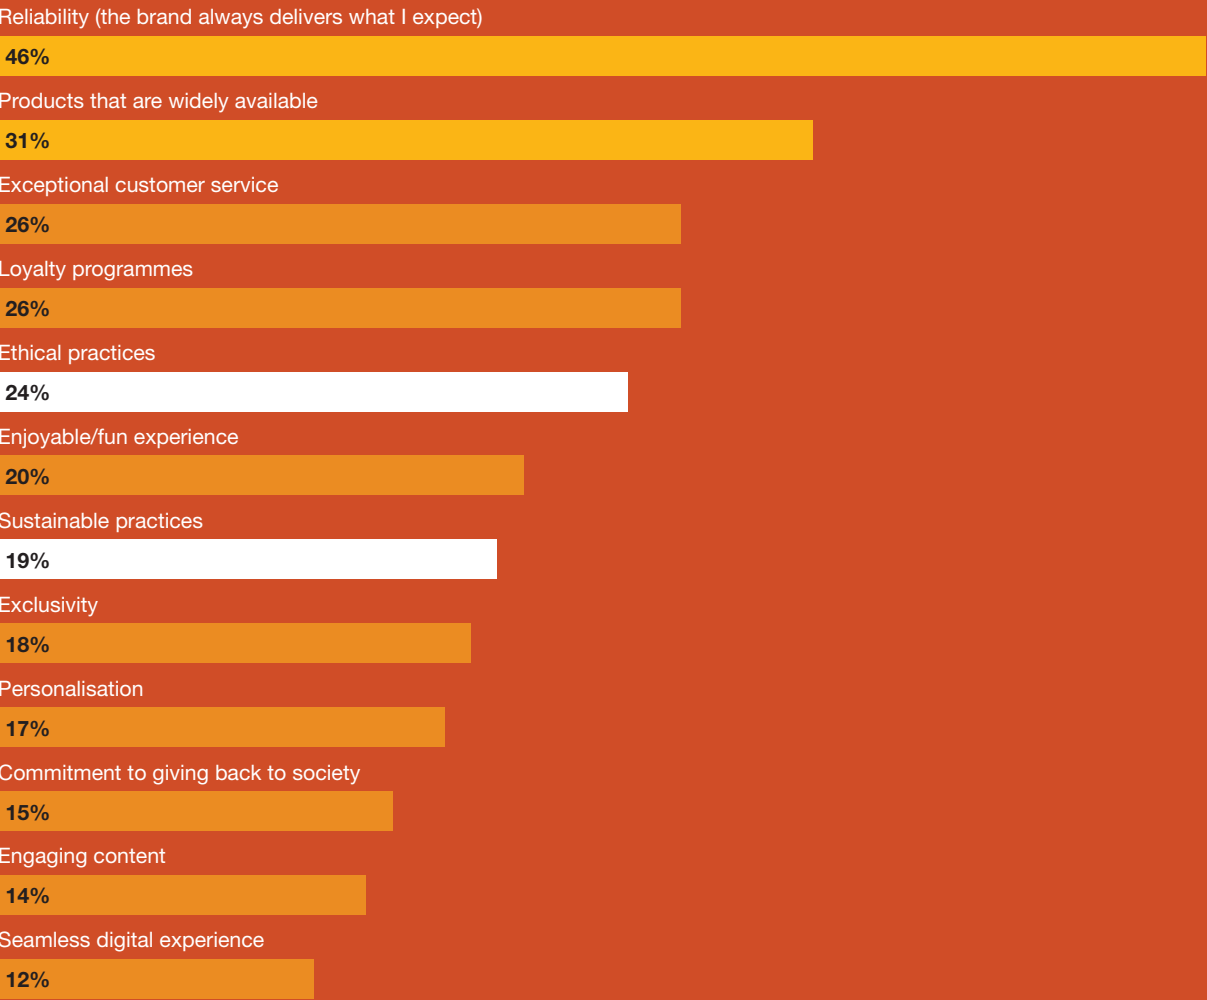 Reliability (the brand always delivers what I expect)
46%
Products that are widely available
31%
Exceptional customer service
26%
Loyalty programmes
26%
Ethical practices
24%
Enjoyable/fun experience
20%
Sustainable practices
19%
Exclusivity
18%
Personalisation
17%
Commitment to giving back to society
15%
Engaging content
14%
Seamless digital experience
12%